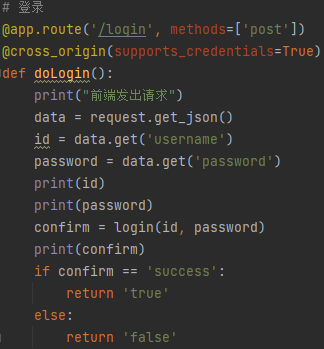 # 登录
@app.route('/login', methods=['post'])
@cross_origin(supports_credentials=True)
def doLogin():
    print("前端发出请求")
    data = request.get_json()
    id = data.get('username')
    password = data.get('password')
    print(id)
    print(password)
    confirm = login(id, password)
    print(confirm)
    if confirm == 'success':
        return 'true'
    else:
        return 'false'